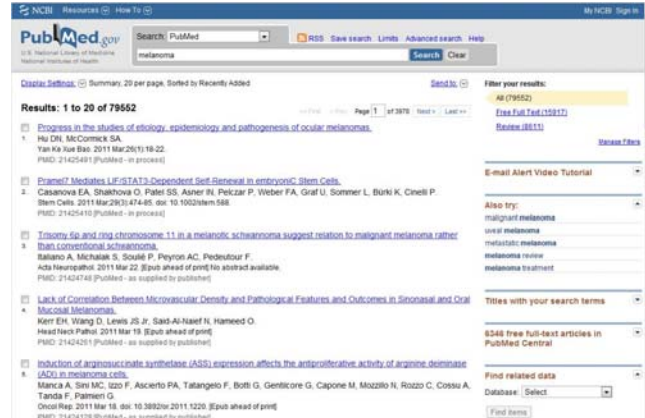 NCBI Resources How To My NCBI Sign In
PubMed.gov
U.S. National Library of Medicine
National Institutes of Health
Search: PubMed
RSS Save search Limits Advanced search Help
melanoma
Search Clear
Display Settings: Summary, 20 per page, Sorted by Recently Added
Send to:
Results: 1 to 20 of 79552
<< First < Prev Page 1 of 3978 Next > Last >>
Progress in the studies of etiology, epidemiology and pathogenesis of ocular melanomas.
1. Hu DN, McCormick SA.
Yan Ke Xue Bao. 2011 Mar;26(1):18-22.
PMID: 21425491 [PubMed - in process]
Pramel7 Mediates LIF/STAT3-Dependent Self-Renewal in embryoniC Stem Cells.
2. Casanova EA, Shakhova O, Patel SS, Asner IN, Pelczar P, Weber FA, Graf U, Sommer L, Bürki K, Cinelli P.
Stem Cells. 2011 Mar;29(3):474-85. doi: 10.1002/stem.588.
PMID: 21425410 [PubMed - in process]
Trisomy 6p and ring chromosome 11 in a melanotic schwannoma suggest relation to malignant melanoma rather
3. than conventional schwannoma.
Italiano A, Michalak S, Soulié P, Peyron AC, Pedeutour F.
Acta Neuropathol. 2011 Mar 22. [Epub ahead of print] No abstract available.
PMID: 21424748 [PubMed - as supplied by publisher]
Lack of Correlation Between Microvascular Density and Pathological Features and Outcomes in Sinonasal and Oral
4. Mucosal Melanomas.
Kerr EH, Wang D, Lewis JS Jr, Said-Al-Naief N, Hameed O.
Head Neck Pathol. 2011 Mar 19. [Epub ahead of print]
PMID: 21424201 [PubMed - as supplied by publisher]
Induction of argininosuccinate synthetase (ASS) expression affects the antiproliferative activity of arginine deiminase
5. (ADI) in melanoma cells.
Manca A, Sini MC, Izzo F, Ascierto PA, Tatangelo F, Botti G, Gentilcore G, Capone M, Mozzillo N, Rozzo C, Cossu A,
Tanda F, Palmieri G.
Oncol Rep. 2011 Mar 18. doi: 10.3892/or.2011.1220. [Epub ahead of print]
PMID: 21424129 [PubMed - as supplied by publisher]
Filter your results:
All (79552)
Free Full Text (15917)
Review (8611)
Manage Filters
E-mail Alert Video Tutorial
Also try:
malignant melanoma
uveal melanoma
metastatic melanoma
melanoma review
melanoma treatment
Titles with your search terms
6346 free full-text articles in
PubMed Central
Find related data
Database: Select
Find items